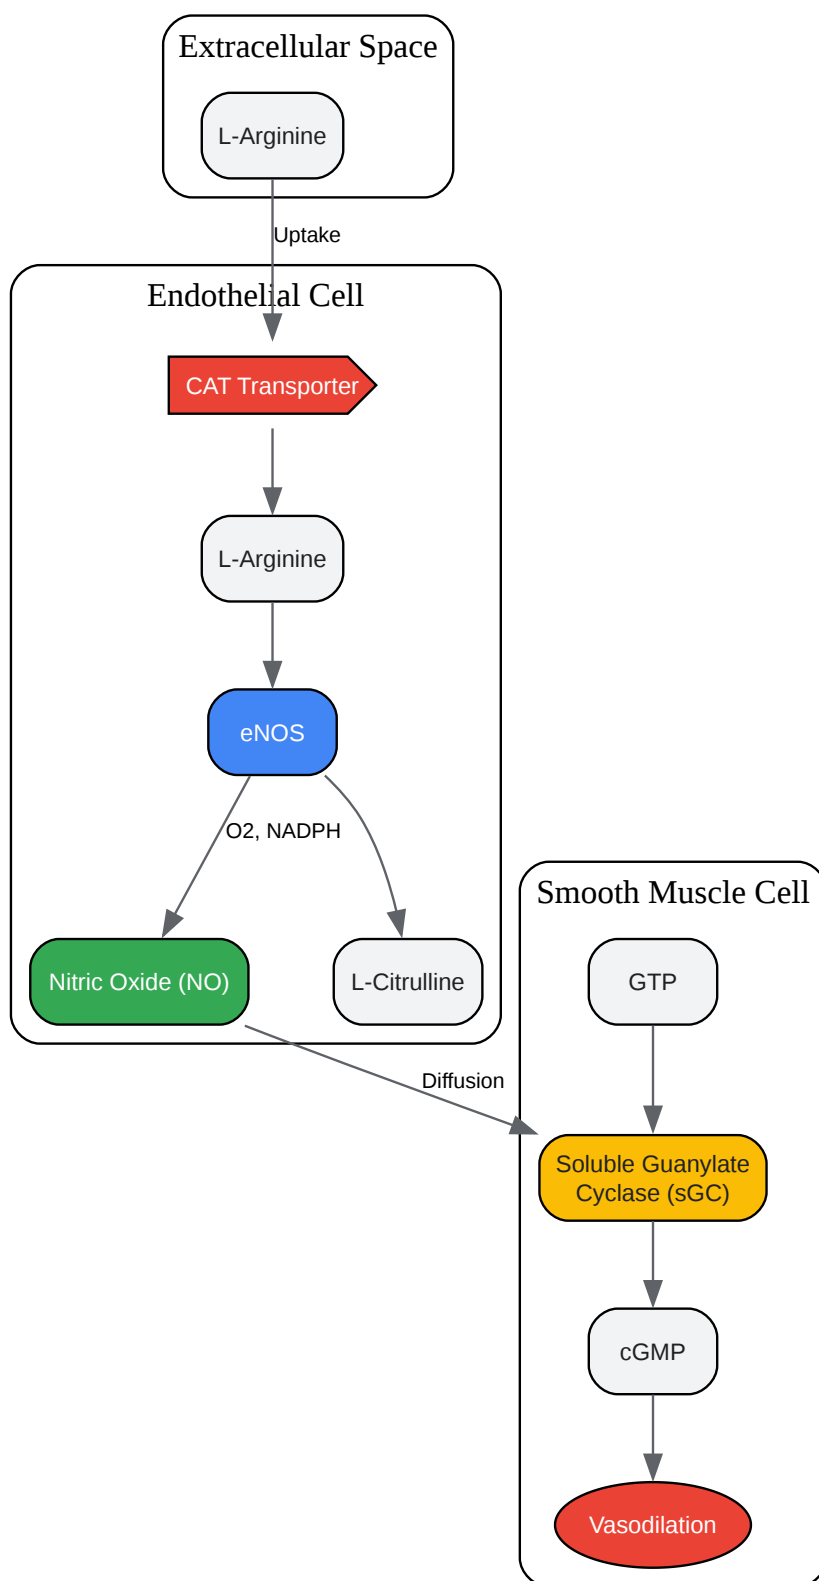 Extracellular Space
L-Arginine
Uptake
Endothelial Cell
CAT Transporter
L-Arginine
eNOS
O2, NADPH
Nitric Oxide (NO)
L-Citrulline
Diffusion
Smooth Muscle Cell
GTP
Soluble Guanylate
Cyclase (sGC)
cGMP
Vasodilation